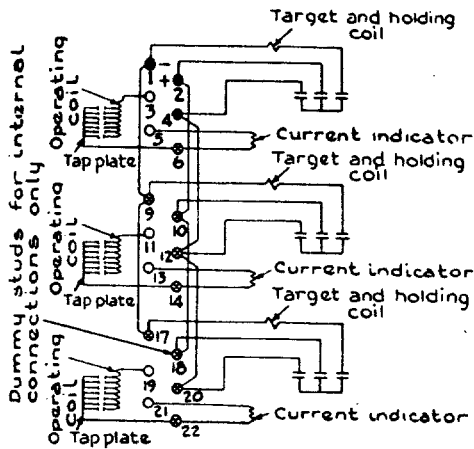 Target and holding
coil
- 1
+ 2
3
4
5
6
Operating
coil
Tap plate
Current indicator
Target and holding
coil
9
10
11
12
13
14
Operating
coil
Tap plate
Current indicator
Target and holding
coil
17
18
19
20
21
22
Operating
coil
Tap plate
Current indicator
Dummy studs for internal
connections only